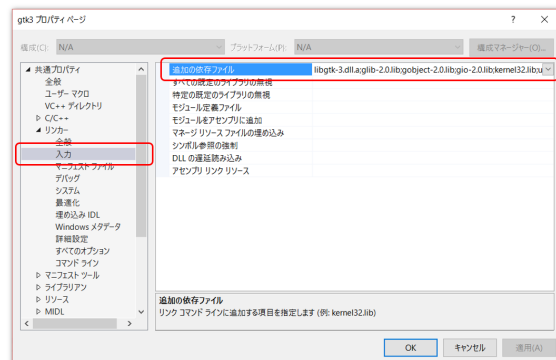 gtk3 プロパティ ページ
? ×
構成(C): N/A プラットフォーム(P): N/A 構成マネージャー(O)...
共通プロパティ
全般
ユーザー マクロ
VC++ ディレクトリ
C/C++
リンカー
全般
入力
マニフェスト ファイル
デバッグ
システム
最適化
埋め込み IDL
Windows メタデータ
詳細設定
すべてのオプション
コマンド ライン
マニフェスト ツール
ライブラリアン
リソース
MIDL
追加の依存ファイル libgtk-3.dll.a;glib-2.0.lib;gobject-2.0.lib;gio-2.0.lib;kernel32.lib;u
すべての既定のライブラリの無視
特定の既定のライブラリの無視
モジュール定義ファイル
モジュールをアセンブリに追加
マネージ リソース ファイルの埋め込み
シンボル参照の強制
DLL の遅延読み込み
アセンブリ リンク リソース
追加の依存ファイル
リンク コマンド ラインに追加する項目を指定します (例: kernel32.lib)
OK キャンセル 適用(A)